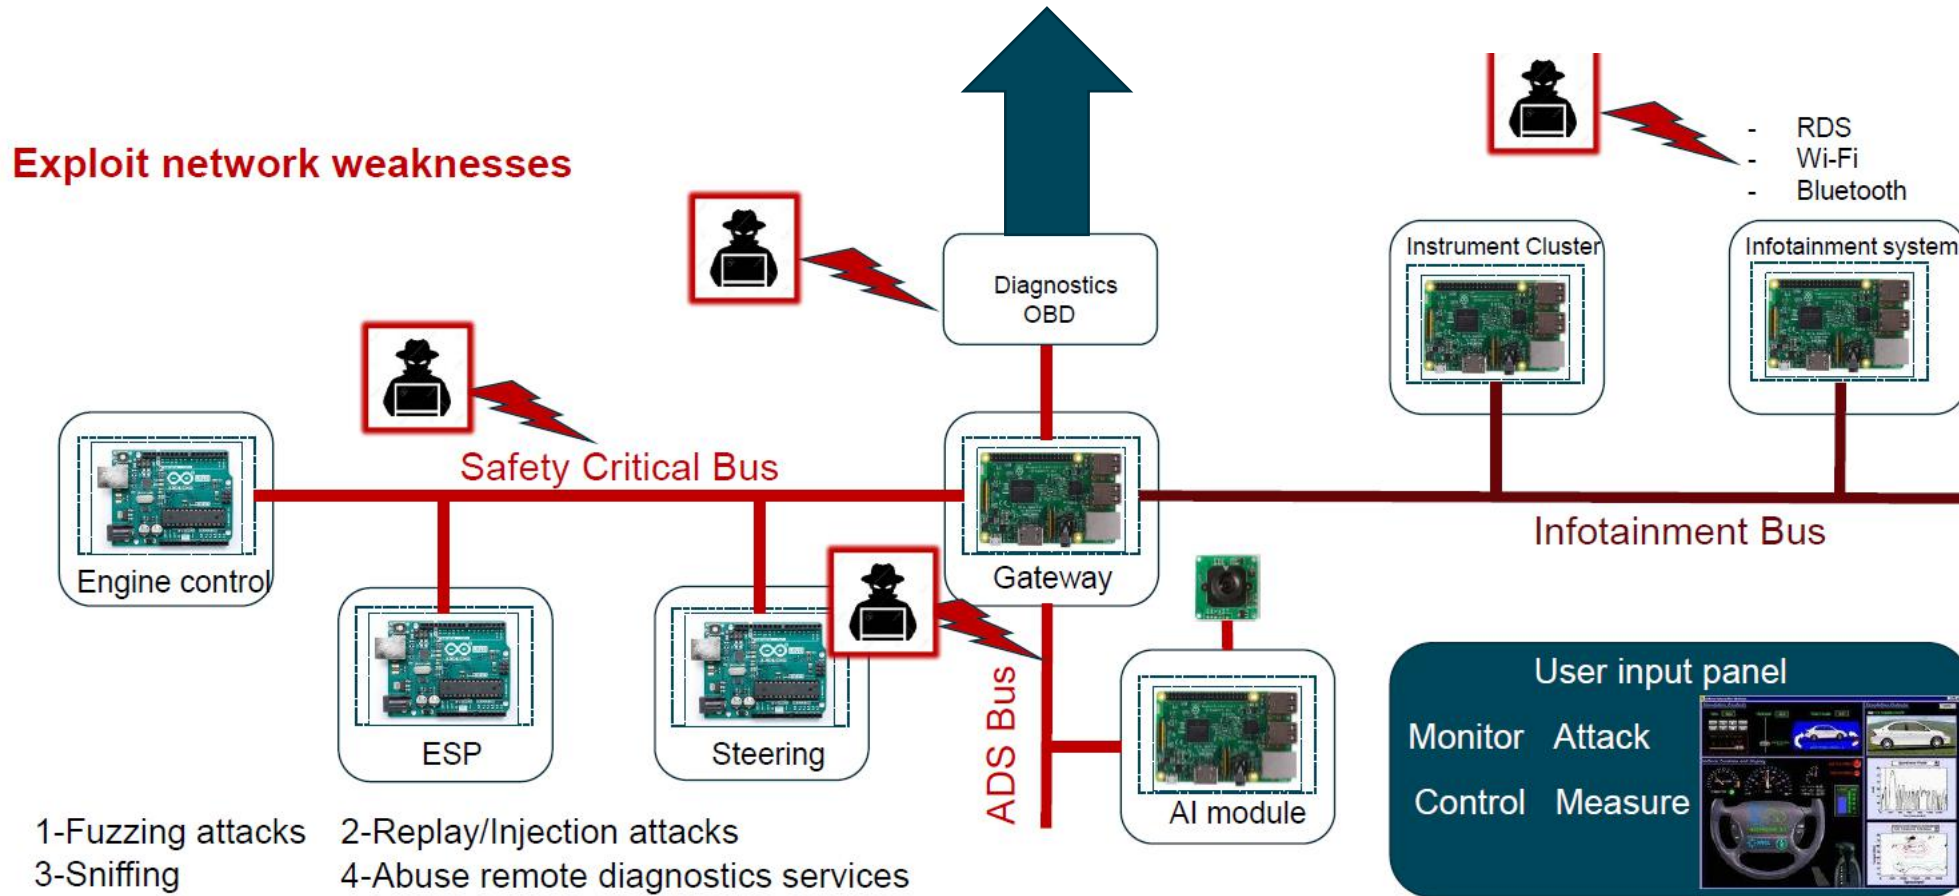 Exploit network weaknesses
- RDS
- Wi-Fi
- Bluetooth
Diagnostics
OBD
Instrument Cluster
Infotainment system
Safety Critical Bus
Engine control
Gateway
Infotainment Bus
ESP
Steering
ADS Bus
AI module
User input panel
Monitor Attack
Control Measure
1-Fuzzing attacks 2-Replay/Injection attacks
3-Sniffing 4-Abuse remote diagnostics services